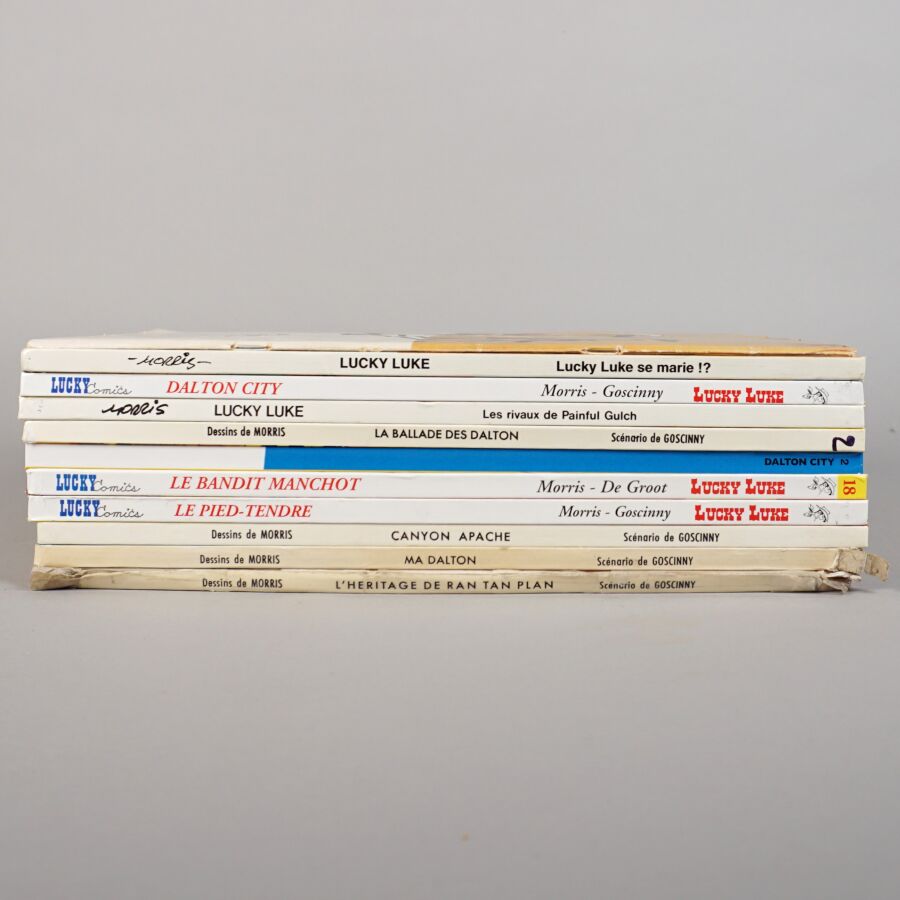 -MORRIS- LUCKY LUKE Lucky Luke se marie !?
LUCKY Comics DALTON CITY Morris - Goscinny LUCKY LUKE
MORRIS LUCKY LUKE Les rivaux de Painful Gulch
Dessins de MORRIS LA BALLADE DES DALTON Scénario de GOSCINNY 2
DALTON CITY 2
LUCKY Comics LE BANDIT MANCHOT Morris - De Groot LUCKY LUKE 18
LUCKY Comics LE PIED-TENDRE Morris - Goscinny LUCKY LUKE
Dessins de MORRIS CANYON APACHE Scénario de GOSCINNY
Dessins de MORRIS MA DALTON Scénario de GOSCINNY
Dessins de MORRIS L'HERITAGE DE RAN TAN PLAN Scénario de GOSCINNY